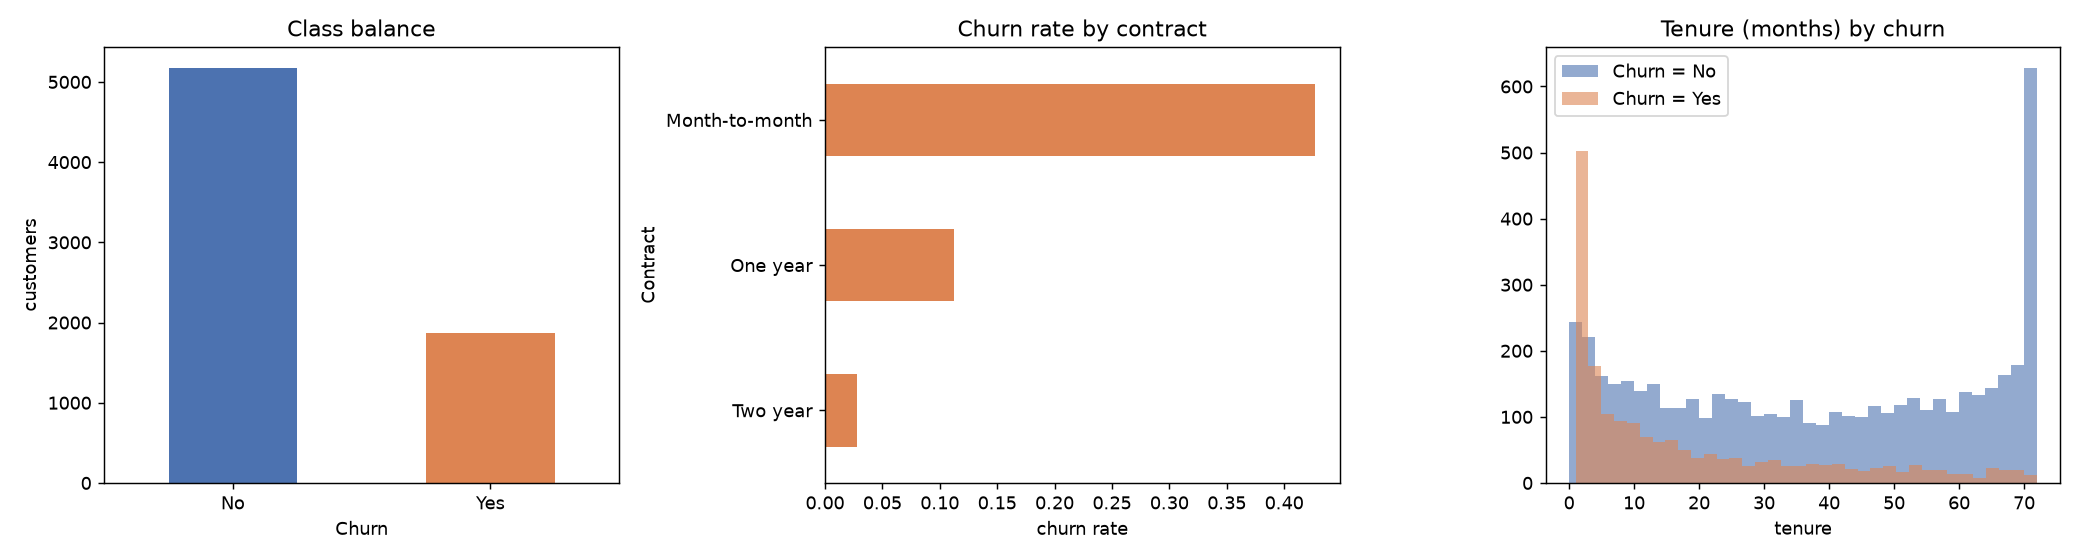 Class balance
5000
4000
3000
2000
1000
0
customers
No
Yes
Churn
Churn rate by contract
Contract
Month-to-month
One year
Two year
0.00 0.05 0.10 0.15 0.20 0.25 0.30 0.35 0.40
churn rate
Tenure (months) by churn
Churn = No
Churn = Yes
600
500
400
300
200
100
0
0 10 20 30 40 50 60 70
tenure